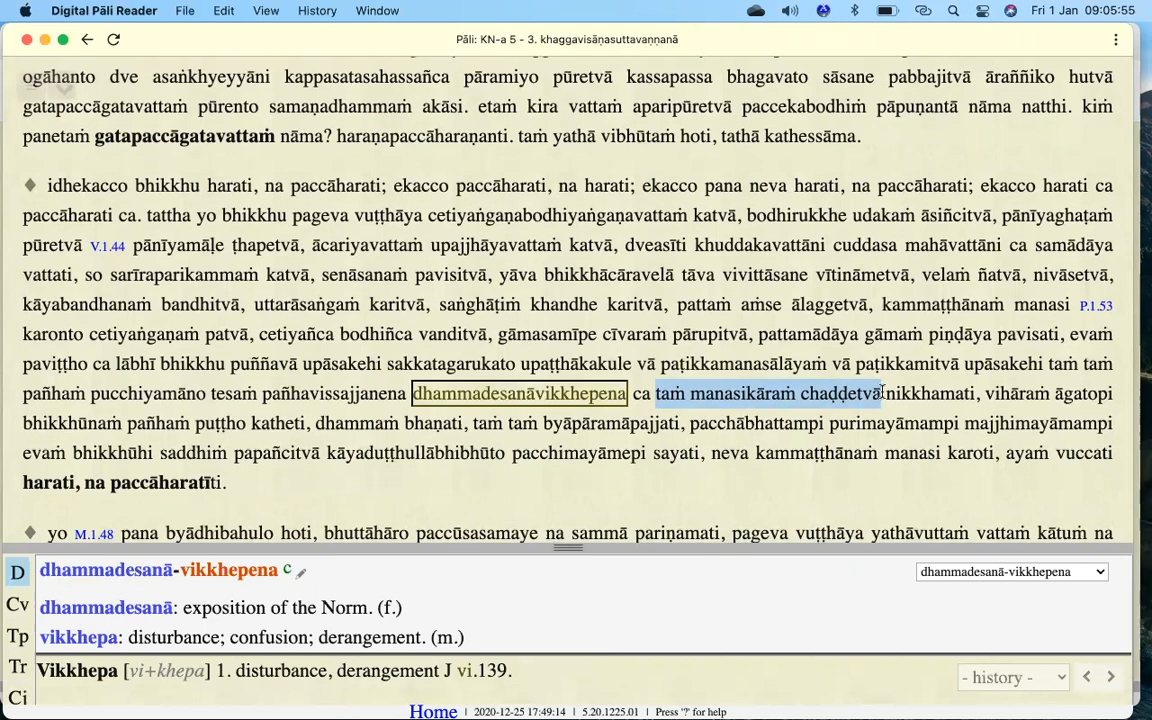 Digital Pāli Reader File Edit View History Window Fri 1 Jan 09:05:55
Pāli: KN-a 5 - 3. khaggavisāṇasuttavaṇṇanā
ogāhanto dve asaṅkhyeyyāni kappasatasahassañca pāramiyo pūretvā kassapassa bhagavato sāsane pabbajitvā āraññiko hutvā
gatapaccāgatavattaṁ pūrento samaṇadhammaṁ akāsi. etaṁ kira vattaṁ aparipūretvā paccekabodhiṁ pāpuṇantā nāma natthi. kiṁ
panetaṁ gatapaccāgatavattaṁ nāma? haraṇapaccāharaṇanti. taṁ yathā vibhūtaṁ hoti, tathā kathessāma.
♦ idhekacco bhikkhu harati, na paccāharati; ekacco paccāharati, na harati; ekacco pana neva harati, na paccāharati; ekacco harati ca
paccāharati ca. tattha yo bhikkhu pageva vuṭṭhāya cetiyaṅgaṇabodhiyaṅgaṇavattaṁ katvā, bodhirukkhe udakaṁ āsiñcitvā, pānīyaghaṭaṁ
pūretvā V.1.44 pānīyamāḷe ṭhapetvā, ācariyavattaṁ upajjhāyavattaṁ katvā, dveasīti khuddakavattāni cuddasa mahāvattāni ca samādāya
vattati, so sarīraparikammaṁ katvā, senāsanaṁ pavisitvā, yāva bhikkhācāravelā tāva vivittāsane vītināmetvā, velaṁ ñatvā, nivāsetvā,
kāyabandhanaṁ bandhitvā, uttarāsaṅgaṁ karitvā, saṅghāṭiṁ khandhe karitvā, pattaṁ aṁse ālaggetvā, kammaṭṭhānaṁ manasi P.1.53
karonto cetiyaṅgaṇaṁ patvā, cetiyañca bodhiñca vanditvā, gāmasamīpe cīvaraṁ pārupitvā, pattamādāya gāmaṁ piṇḍāya pavisati, evaṁ
paviṭṭho ca lābhī bhikkhu puññavā upāsakehi sakkatagarukato upaṭṭhākakule vā paṭikkamanasālāyaṁ vā paṭikkamitvā upāsakehi taṁ taṁ
pañhaṁ pucchiyamāno tesaṁ pañhavissajjanena dhammadesanāvikkhepena ca taṁ manasikāraṁ chaḍḍetvā nikkhamati, vihāraṁ āgatopi
bhikkhūnaṁ pañhaṁ puṭṭho katheti, dhammaṁ bhaṇati, taṁ taṁ byāpāramāpajjati, pacchābhattampi purimayāmampi majjhimayāmampi
evaṁ bhikkhūhi saddhiṁ papañcitvā kāyaduṭṭhullābhibhūto pacchimayāmepi sayati, neva kammaṭṭhānaṁ manasi karoti, ayaṁ vuccati
harati, na paccāharatīti.
♦ yo M.1.48 pana byādhibahulo hoti, bhuttāhāro paccūsasamaye na sammā pariṇamati, pageva vuṭṭhāya yathāvuttaṁ vattaṁ kātuṁ na
D dhammadesanā-vikkhepena c dhammadesanā-vikkhepena
Cv dhammadesanā: exposition of the Norm. (f.)
Tp vikkhepa: disturbance; confusion; derangement. (m.)
Tr Vikkhepa [vi+khepa] 1. disturbance, derangement J vi.139. - history -
Cj
Home | 2020-12-25 17:49:14 | 5.20.1225.01 | Press '?' for help